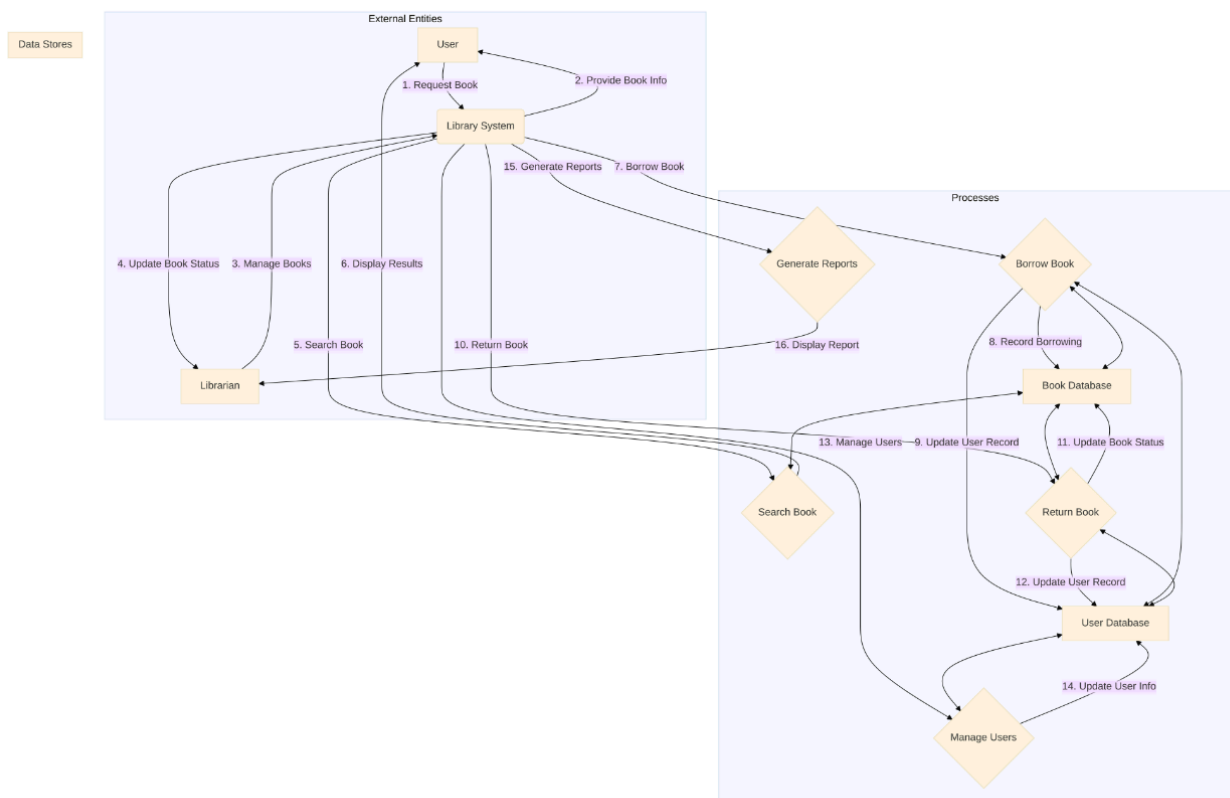 External Entities
Data Stores
User
1. Request Book
2. Provide Book Info
Library System
15. Generate Reports
7. Borrow Book
Processes
4. Update Book Status
3. Manage Books
6. Display Results
Generate Reports
Borrow Book
5. Search Book
10. Return Book
16. Display Report
8. Record Borrowing
Librarian
Book Database
13. Manage Users
9. Update User Record
11. Update Book Status
Search Book
Return Book
12. Update User Record
User Database
14. Update User Info
Manage Users